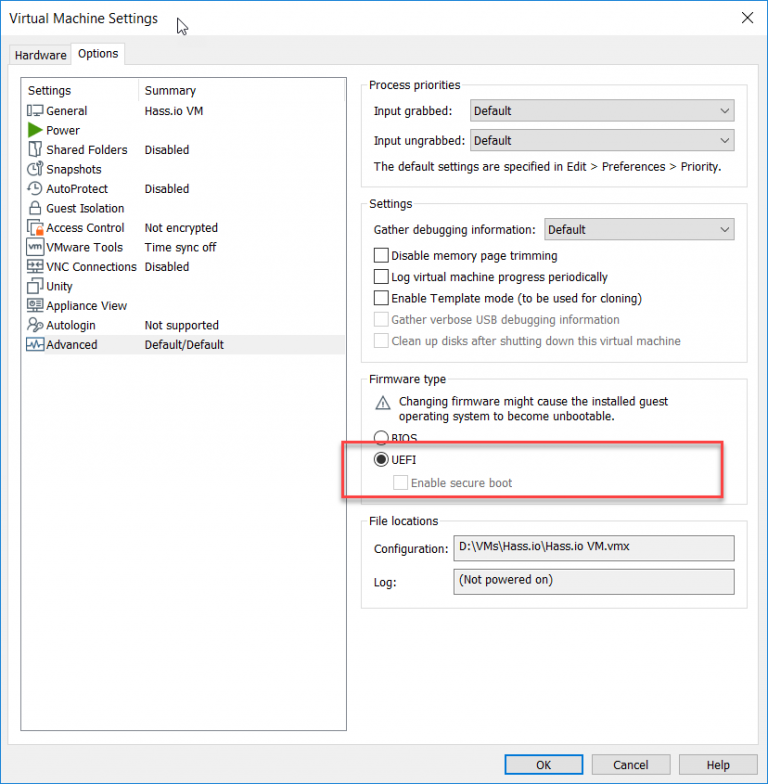 Virtual Machine Settings
Hardware Options
Settings Summary
General Hass.io VM
Power
Shared Folders Disabled
Snapshots
AutoProtect Disabled
Guest Isolation
Access Control Not encrypted
vm VMware Tools Time sync off
VNC Connections Disabled
Unity
Appliance View
Autologin Not supported
Advanced Default/Default
Process priorities
Input grabbed: Default
Input ungrabbed: Default
The default settings are specified in Edit > Preferences > Priority.
Settings
Gather debugging information: Default
Disable memory page trimming
Log virtual machine progress periodically
Enable Template mode (to be used for cloning)
Gather verbose USB debugging information
Clean up disks after shutting down this virtual machine
Firmware type
Changing firmware might cause the installed guest
operating system to become unbootable.
BIOS
UEFI
Enable secure boot
File locations
Configuration: D:\VMs\Hass.io\Hass.io VM.vmx
Log: (Not powered on)
OK Cancel Help